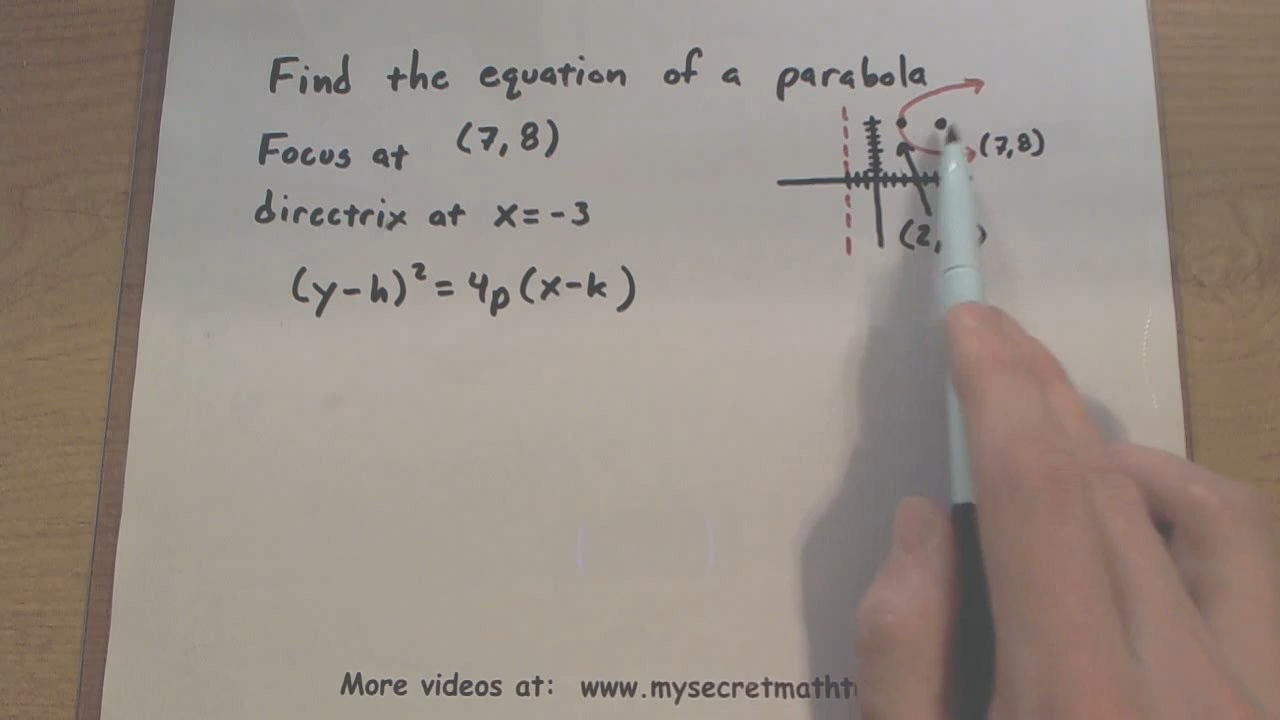 Find the equation of a parabola
Focus at (7,8)
directrix at x=-3
(y-h)²=4p(x-k)
(7,8)
(2, )
More videos at: www.mysecretmatht